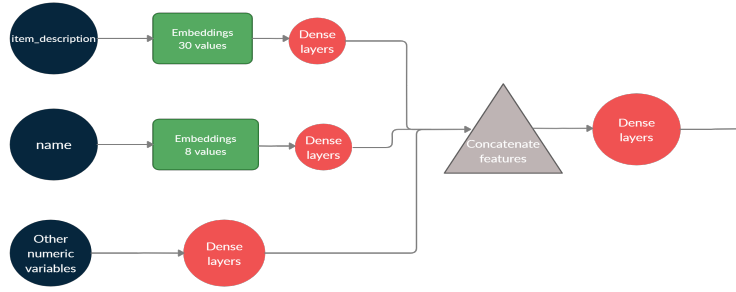 item_description
Embeddings
30 values
Dense
layers
name
Embeddings
8 values
Dense
layers
Concatenate
features
Dense
layers
Other
numeric
variables
Dense
layers